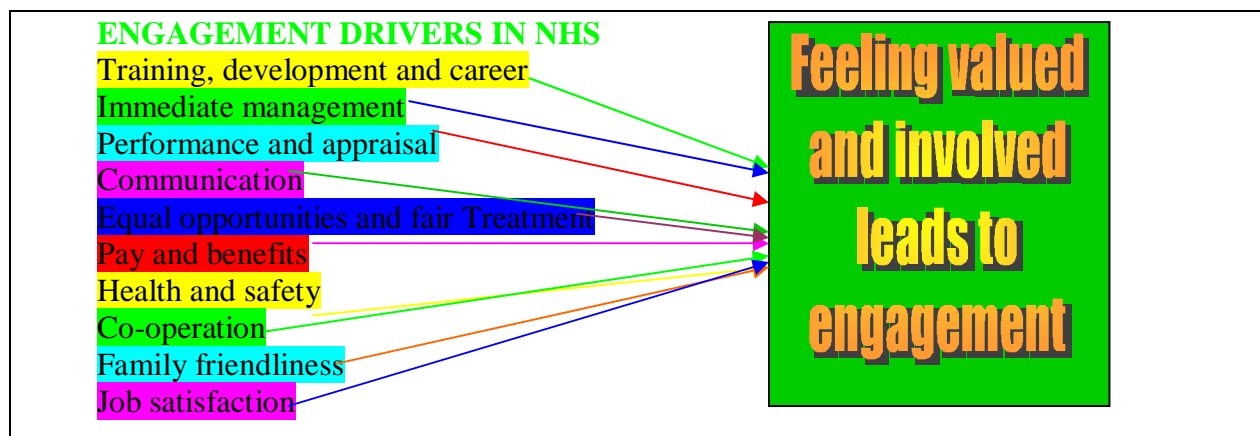 ENGAGEMENT DRIVERS IN NHS
Training, development and career
Immediate management
Performance and appraisal
Communication
Equal opportunities and fair Treatment
Pay and benefits
Health and safety
Co-operation
Family friendliness
Job satisfaction
Feeling valued
and involved
leads to
engagement